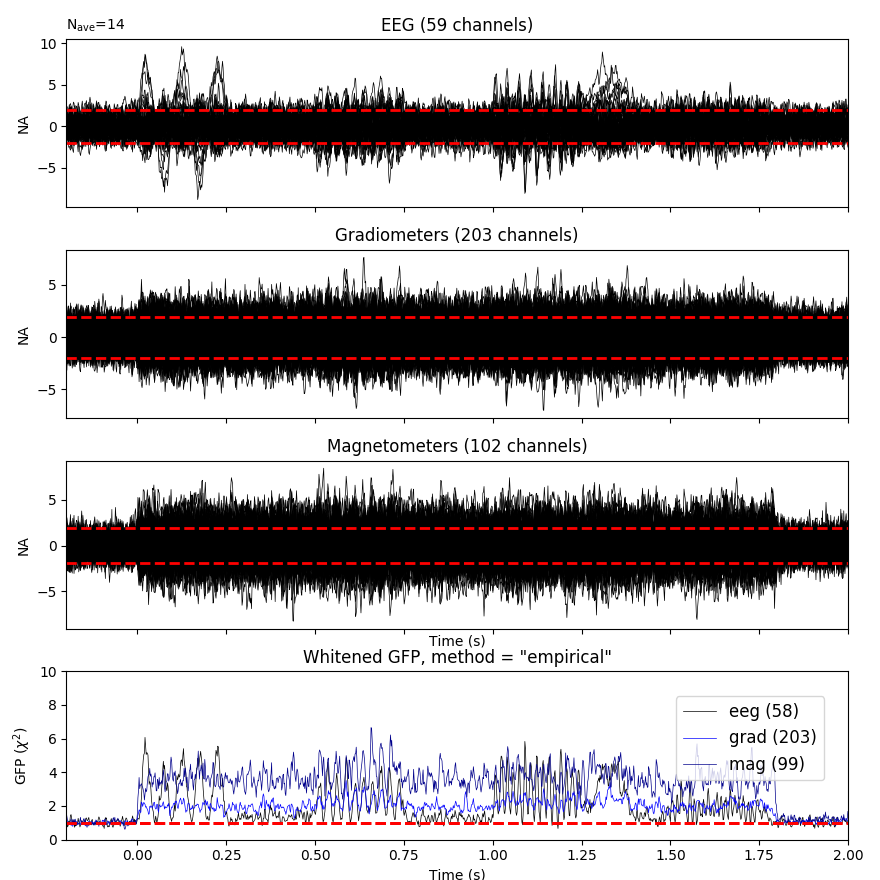 N_ave=14
EEG (59 channels)
10
5
0
−5
NA
Gradiometers (203 channels)
5
0
−5
NA
Magnetometers (102 channels)
5
0
−5
NA
Time (s)
Whitened GFP, method = "empirical"
10
8
6
4
2
0
GFP (χ²)
eeg (58)
grad (203)
mag (99)
0.00 0.25 0.50 0.75 1.00 1.25 1.50 1.75 2.00
Time (s)